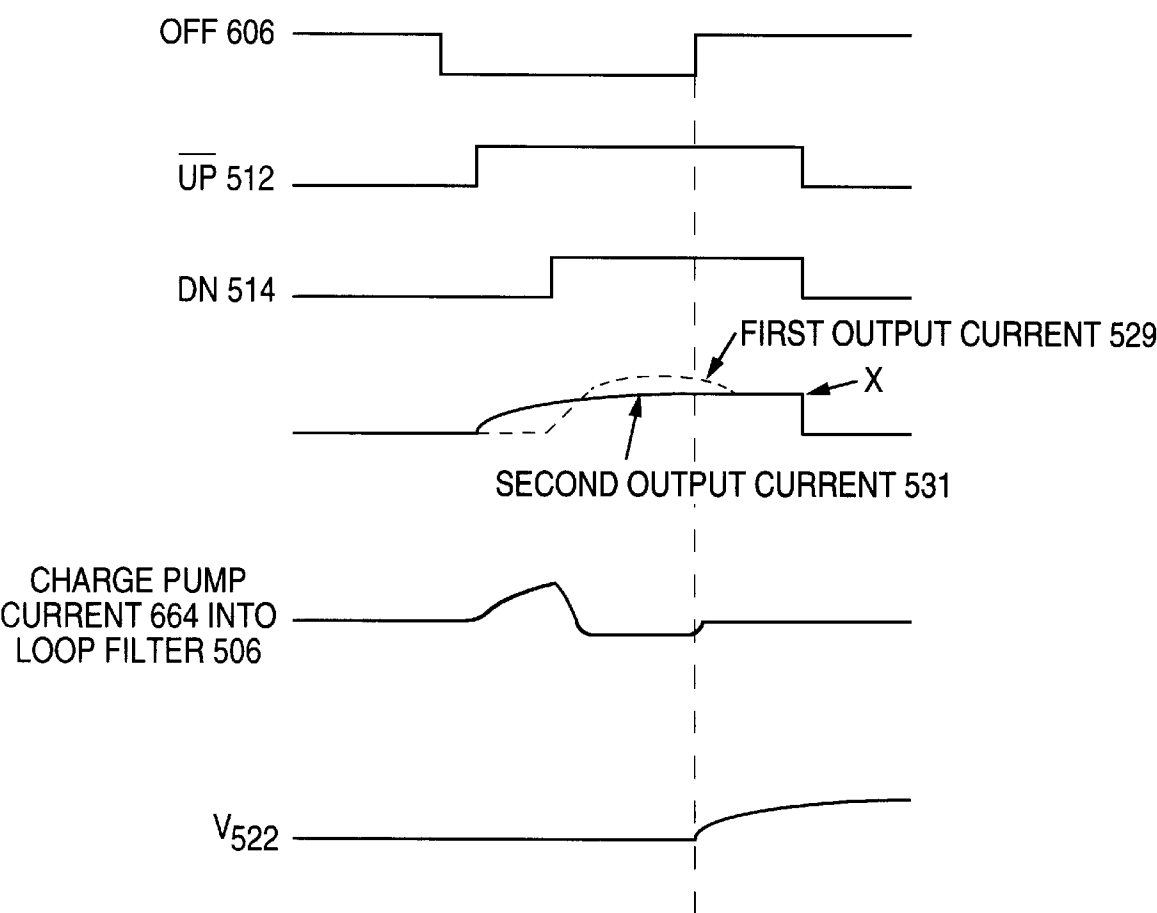 OFF 606
U̅P̅ 512
DN 514
FIRST OUTPUT CURRENT 529
X
SECOND OUTPUT CURRENT 531
CHARGE PUMP
CURRENT 664 INTO
LOOP FILTER 506
V522